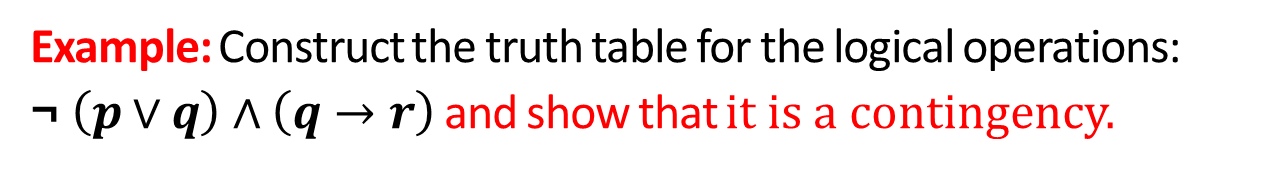 Example: Construct the truth table for the logical operations:
¬ (p ∨ q) ∧ (q → r) and show that it is a contingency.